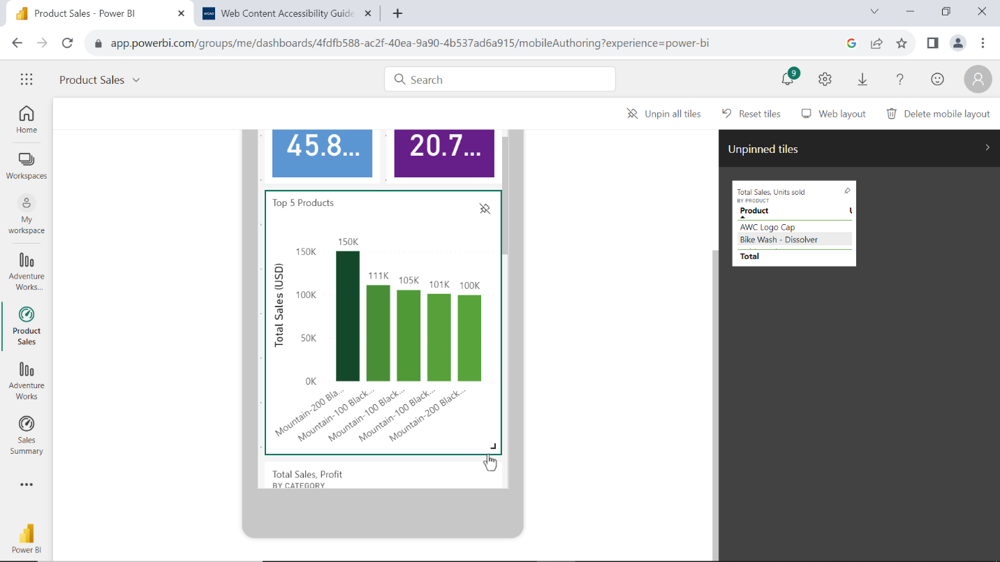 Product Sales - Power BI
WCAG
Web Content Accessibility Guide
app.powerbi.com/groups/me/dashboards/4fdfb588-ac2f-40ea-9a90-4b537ad6a915/mobileAuthoring?experience=power-bi
Product Sales
Search
9
Home
Workspaces
My
workspace
Adventure
Works...
Product
Sales
Adventure
Works
Sales
Summary
Power BI
Unpin all tiles
Reset tiles
Web layout
Delete mobile layout
45.8...
20.7...
Top 5 Products
Total Sales (USD)
150K
100K
50K
0K
150K
111K
105K
101K
100K
Mountain-200 Bla...
Mountain-100 Black...
Mountain-100 Black...
Mountain-100 Black...
Mountain-200 Black...
Total Sales, Profit
BY CATEGORY
Unpinned tiles
Total Sales, Units sold
BY PRODUCT
Product
AWC Logo Cap
Bike Wash - Dissolver
Total